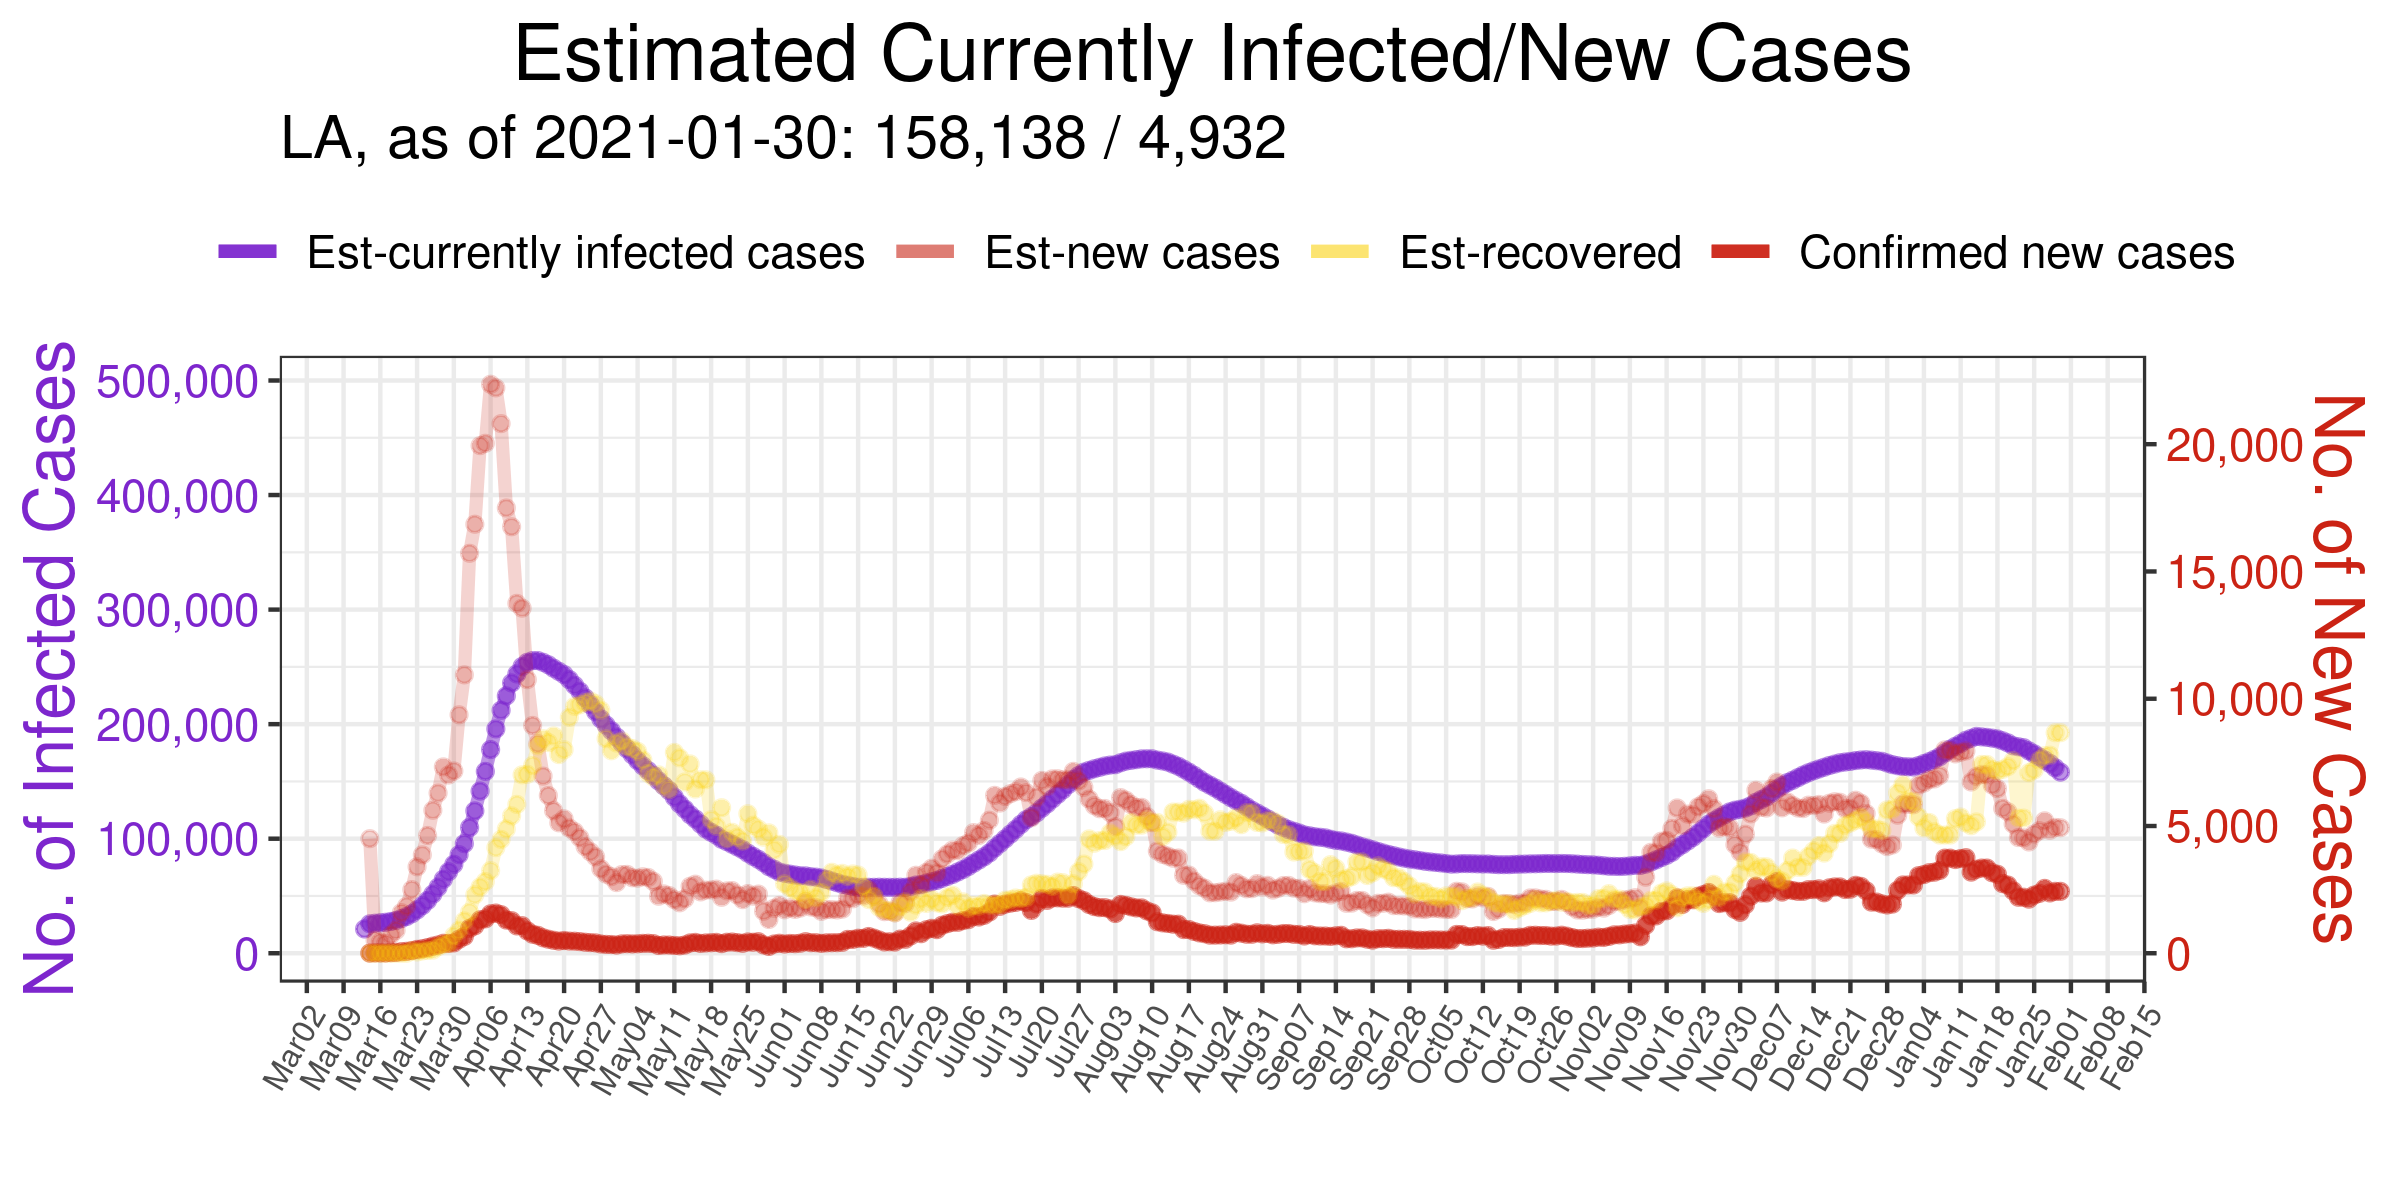 Estimated Currently Infected/New Cases
LA, as of 2021-01-30: 158,138 / 4,932
Est-currently infected cases Est-new cases Est-recovered Confirmed new cases
No. of Infected Cases
500,000
400,000
300,000
200,000
100,000
0
20,000
15,000
10,000
5,000
0
No. of New Cases
Mar02 Mar09 Mar16 Mar23 Mar30 Apr06 Apr13 Apr20 Apr27 May04 May11 May18 May25 Jun01 Jun08 Jun15 Jun22 Jun29 Jul06 Jul13 Jul20 Jul27 Aug03 Aug10 Aug17 Aug24 Aug31 Sep07 Sep14 Sep21 Sep28 Oct05 Oct12 Oct19 Oct26 Nov02 Nov09 Nov16 Nov23 Nov30 Dec07 Dec14 Dec21 Dec28 Jan04 Jan11 Jan18 Jan25 Feb01 Feb08 Feb15